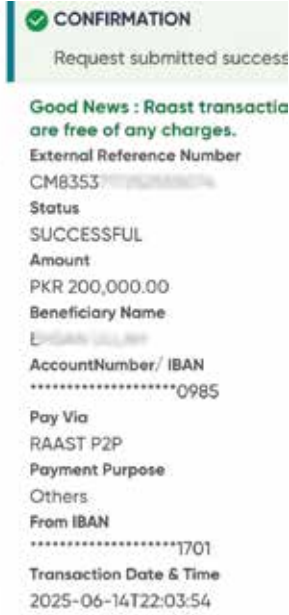 CONFIRMATION
Request submitted success
Good News : Raast transactio
are free of any charges.
External Reference Number
CM8353
Status
SUCCESSFUL
Amount
PKR 200,000.00
Beneficiary Name
AccountNumber/ IBAN
********************0985
Pay Via
RAAST P2P
Payment Purpose
Others
From IBAN
********************1701
Transaction Date & Time
2025-06-14T22:03:54